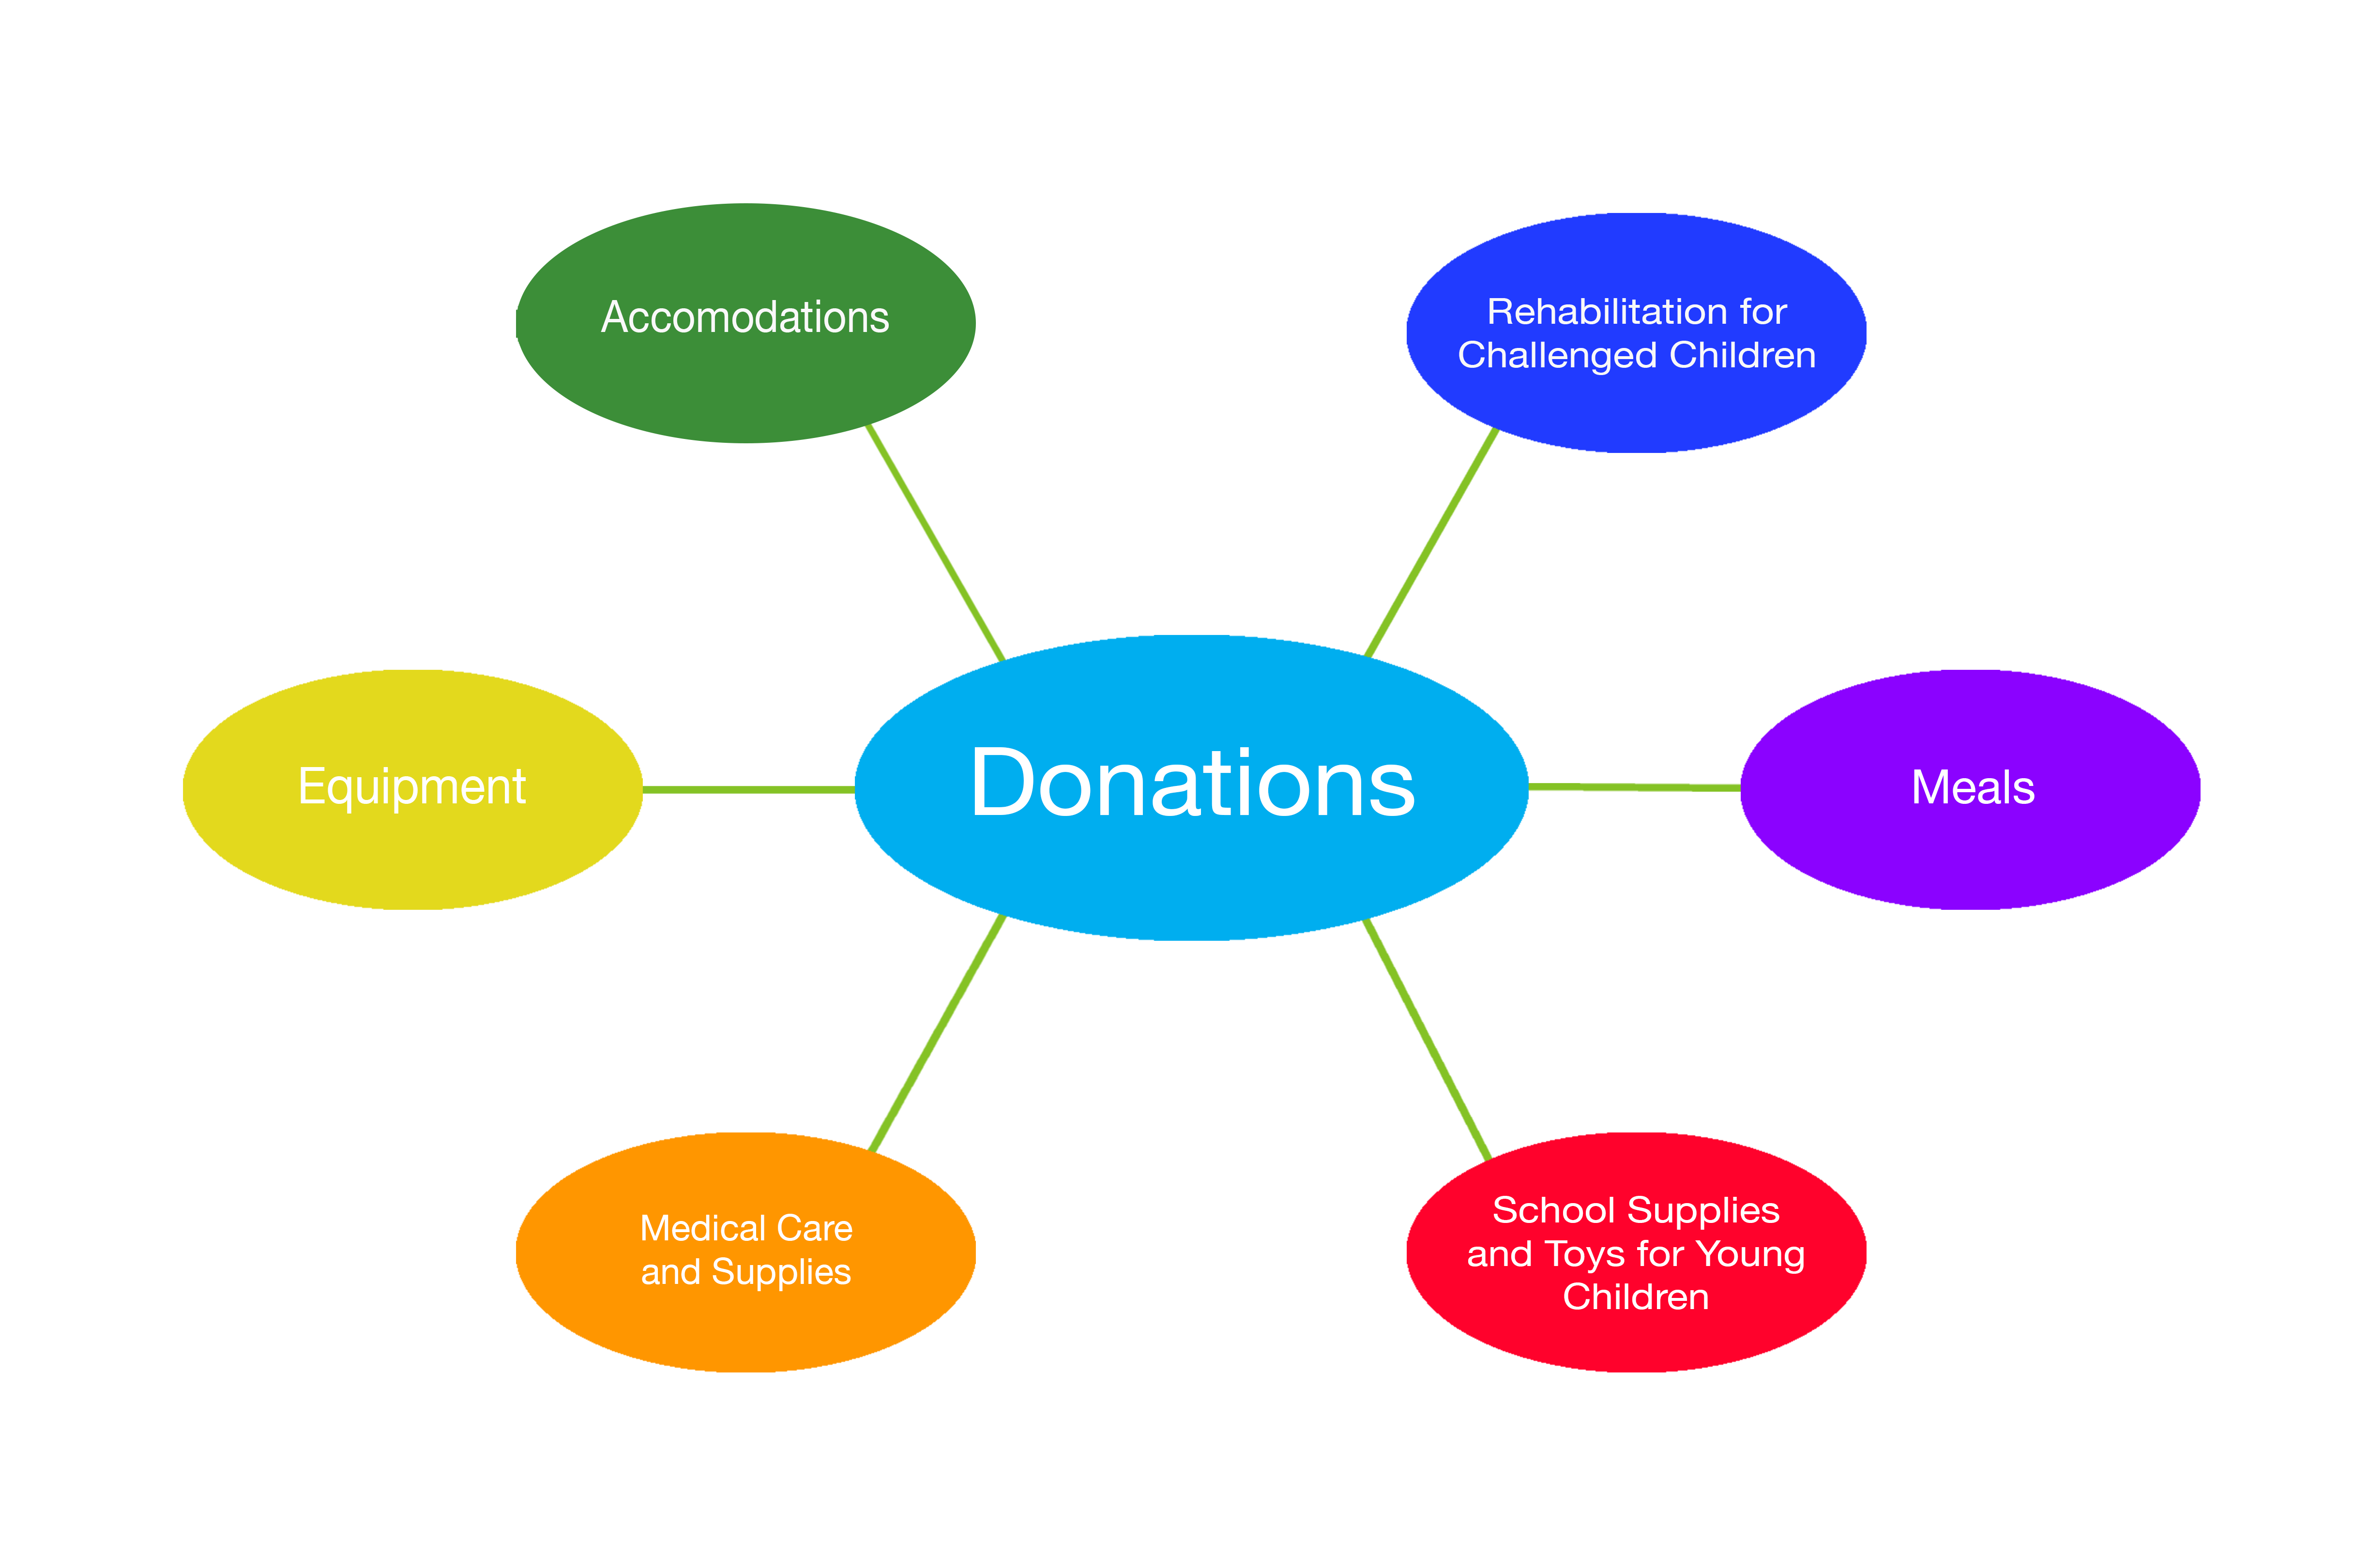 Accomodations
Rehabilitation for
Challenged Children
Equipment
Donations
Meals
Medical Care
and Supplies
School Supplies
and Toys for Young
Children